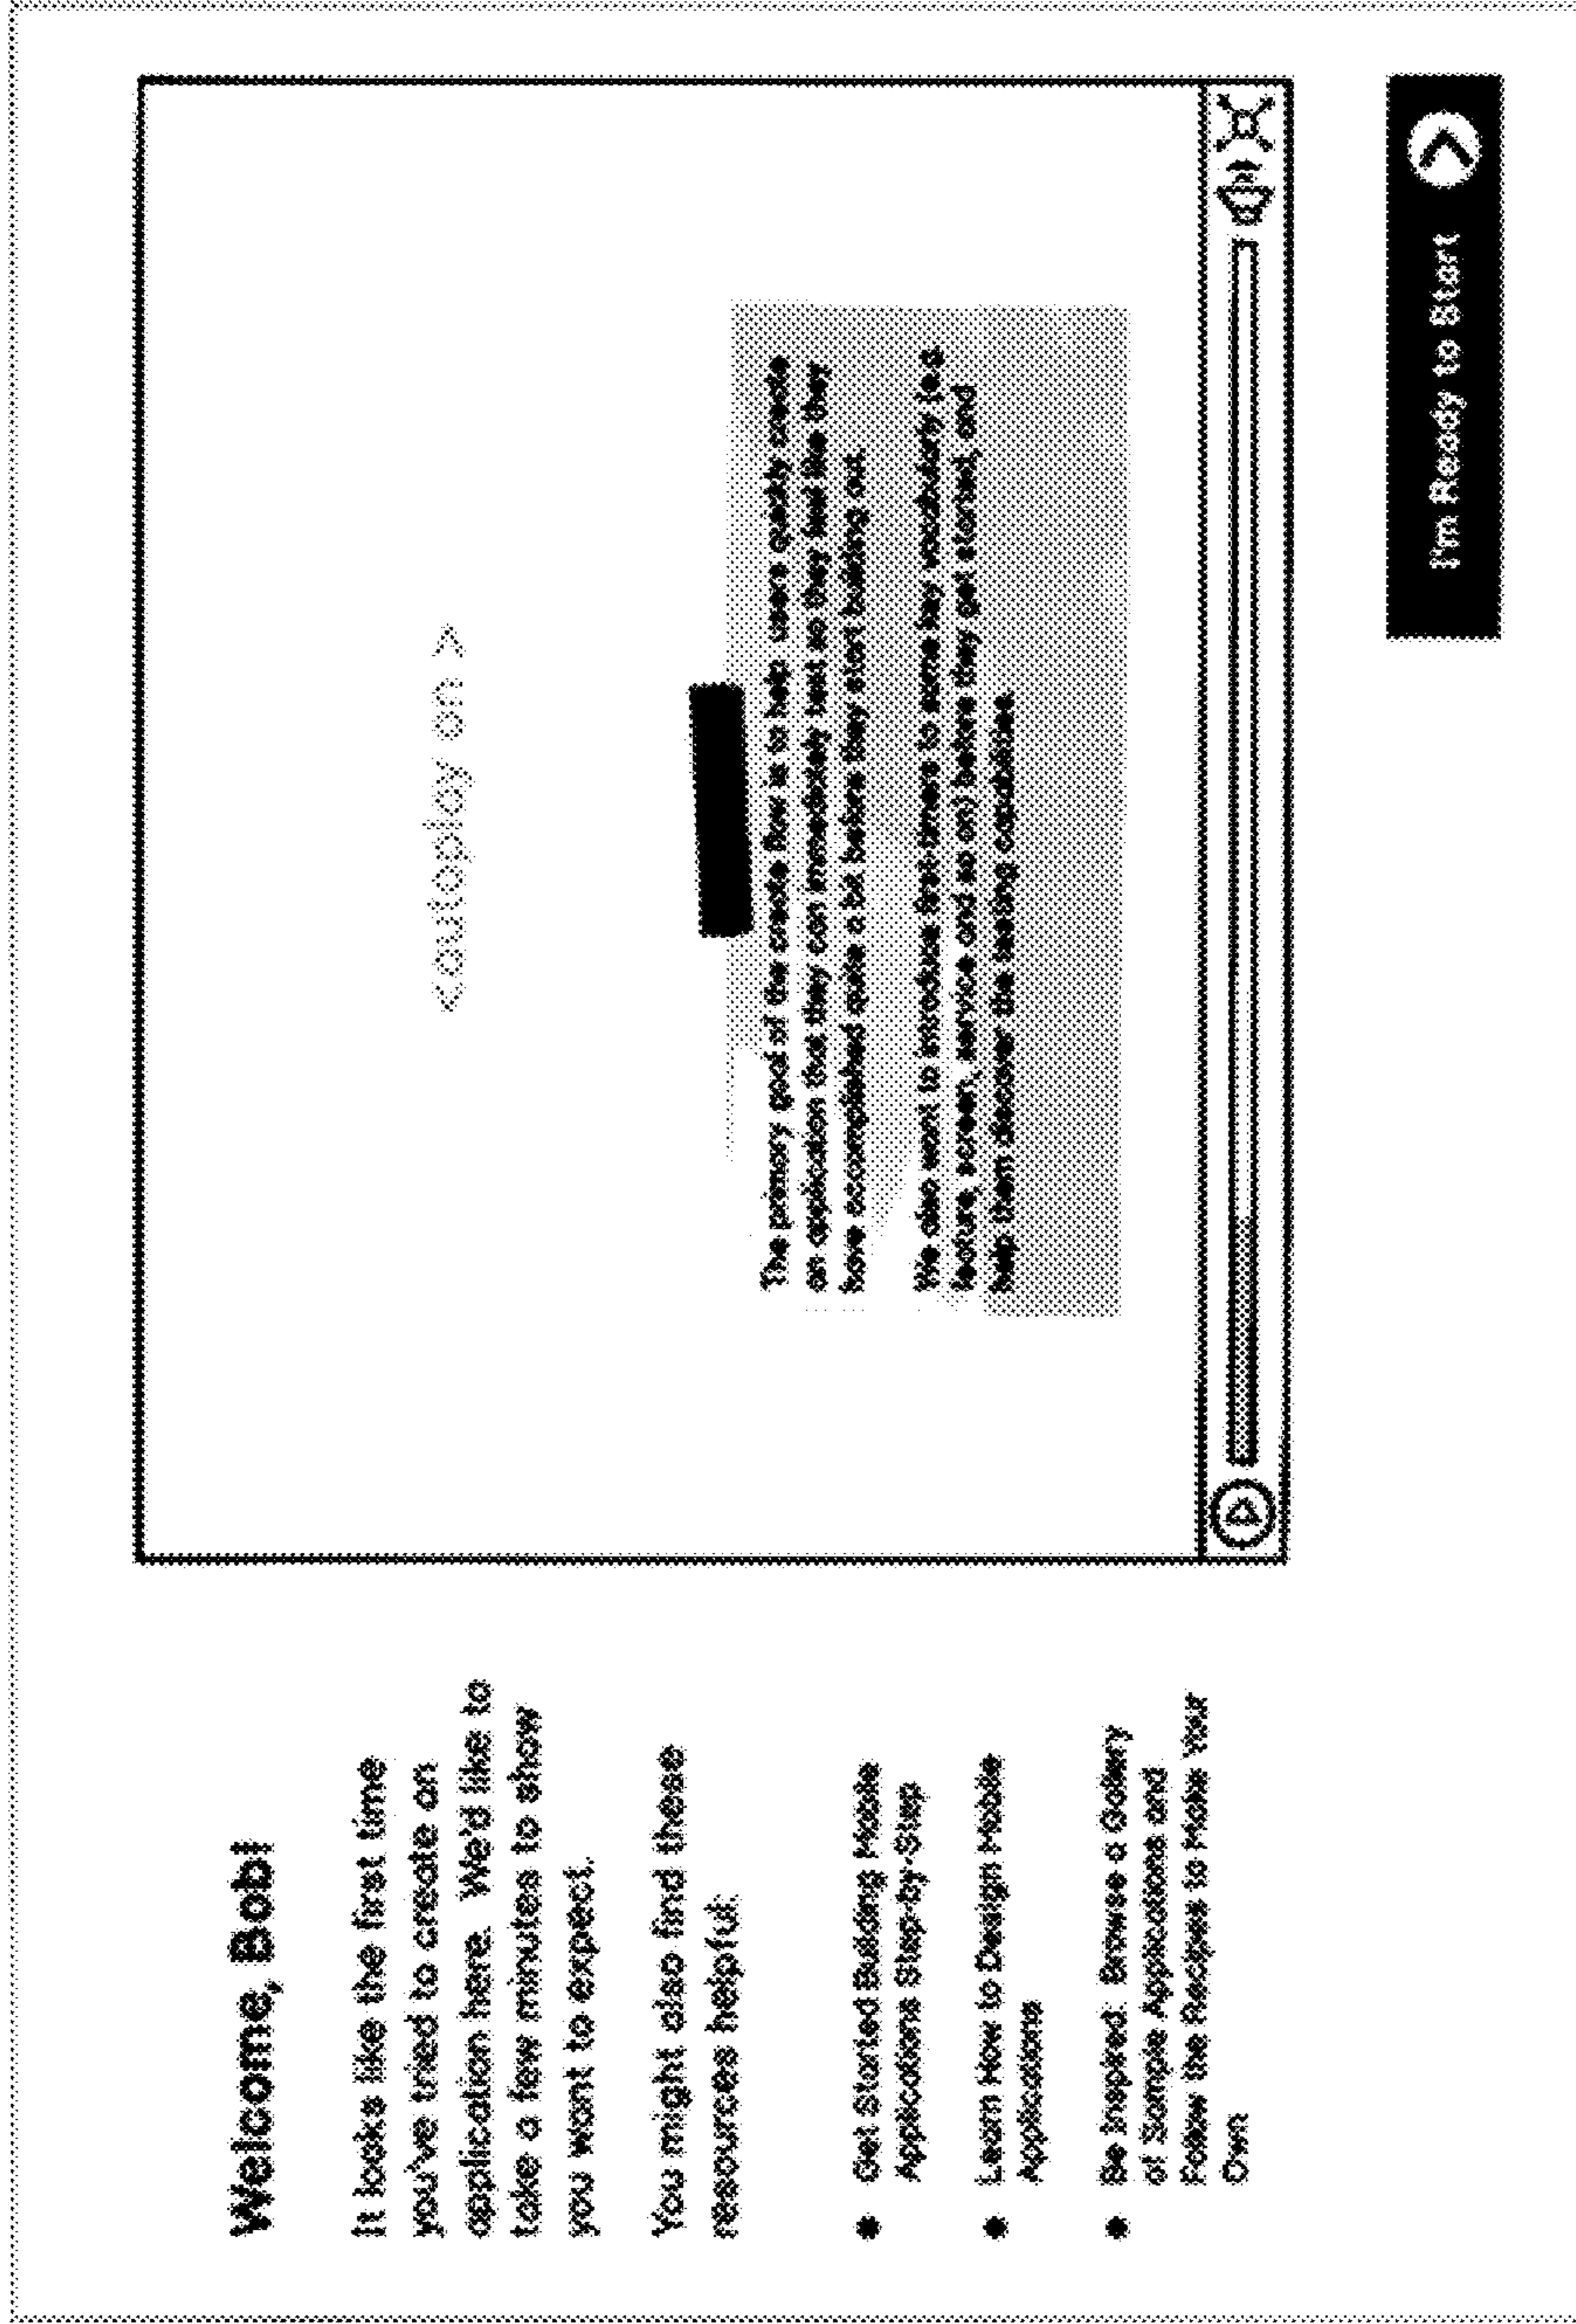 Welcome, Bob!
It looks like the first time
you've tried to create an
application here. We'd like to
take a few minutes to show
you want to expect.
You might also find these
resources helpful:
● Get Started Building Mobile
Applications Step-by-Step
● Learn How to Design Mobile
Applications
● Be Inspired: Browse a Gallery
of Sample Applications and
Follow the Recipes to Make Your
Own
<autoplay on >
The primary goal of the create flow is to help users quickly create
an application that they can immediately test so they feel like they
have accomplished quite a bit before they start building out
We also want to introduce first-timers to some key vocabulary (e.g.
feature, screen, service and so on) before they get started, and
help them discover the testing capabilities
I'm Ready to Start